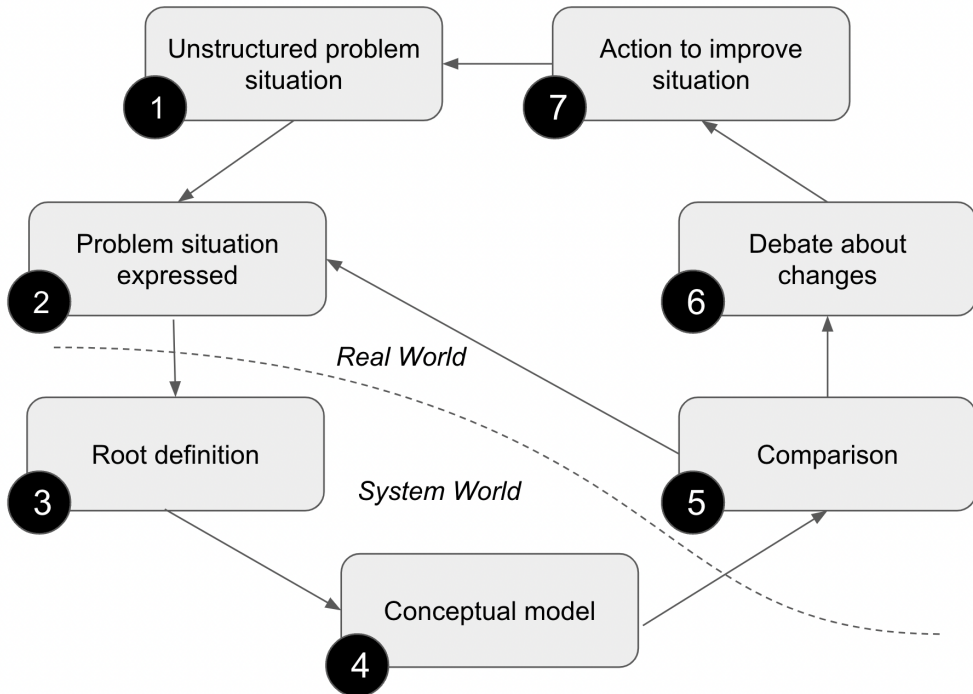 Unstructured problem
situation
1
Action to improve
situation
7
Problem situation
expressed
2
Debate about
changes
6
Real World
Root definition
3
System World
Comparison
5
Conceptual model
4